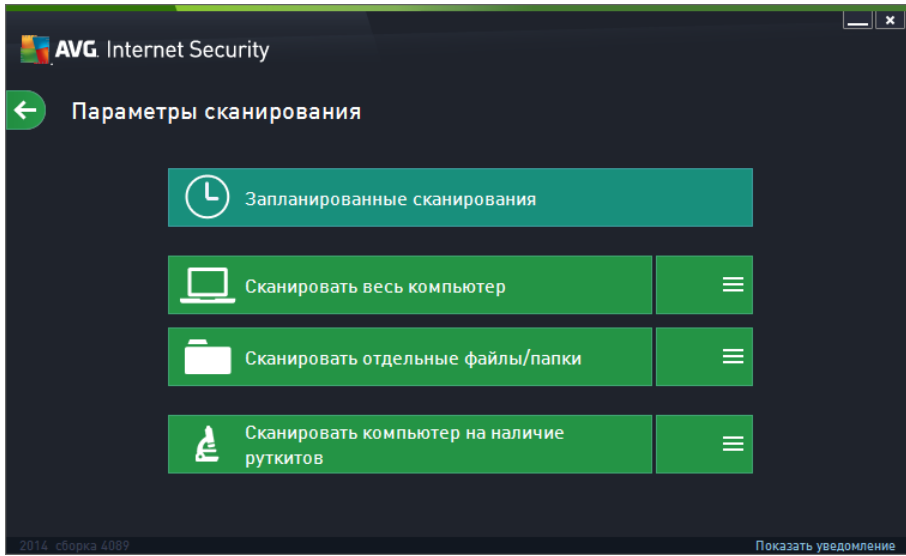 AVG. Internet Security
Параметры сканирования
Запланированные сканирования
Сканировать весь компьютер
Сканировать отдельные файлы/папки
Сканировать компьютер на наличие
руткитов
2014 сборка 4089
Показать уведомление